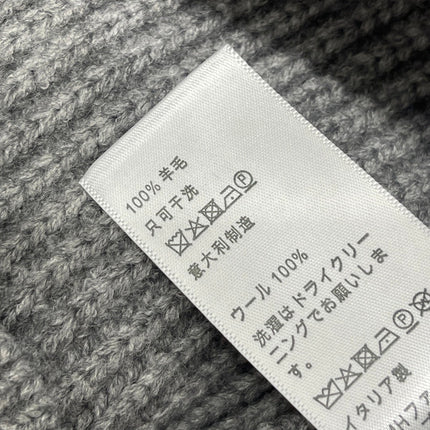 100% 羊毛
只可干洗
意大利制造
ウール 100%
洗濯はドライクリー
ニングでお願いしま
す。
イタリア製